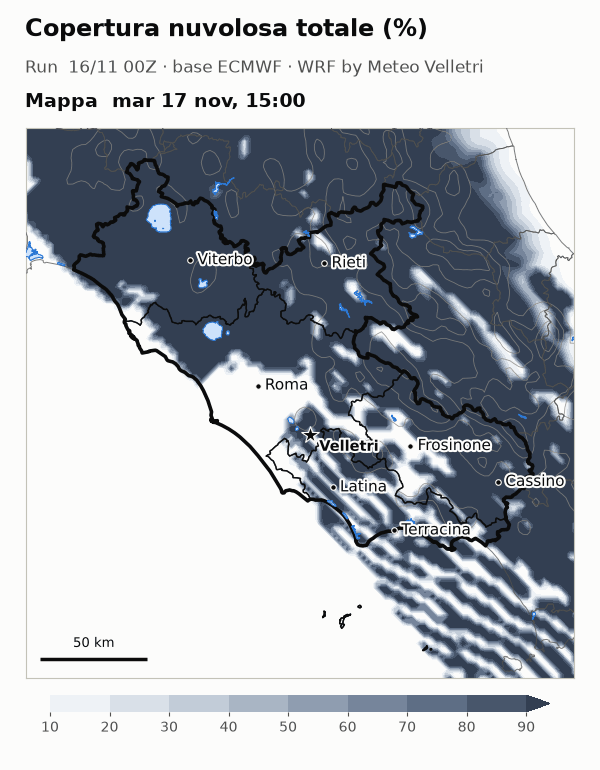 Copertura nuvolosa totale (%)
Run  16/11 00Z · base ECMWF · WRF by Meteo Velletri
Mappa  mar 17 nov, 15:00
Viterbo
Rieti
Roma
Velletri
Frosinone
Latina
Cassino
Terracina
50 km
10 20 30 40 50 60 70 80 90